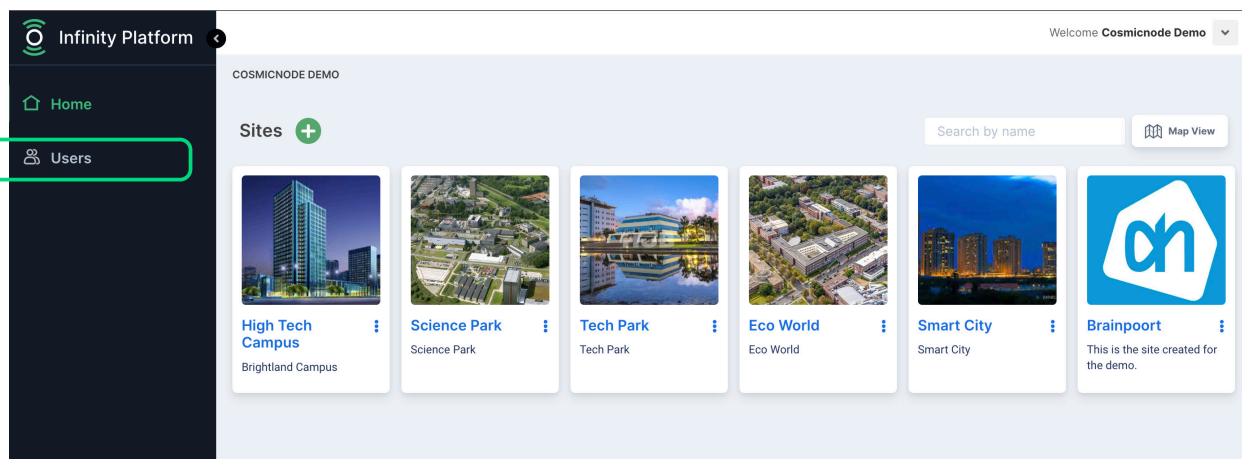 Infinity Platform
Welcome Cosmicnode Demo
Home
Users
COSMICNODE DEMO
Sites
Search by name
Map View
High Tech
Campus
Brightland Campus
Science Park
Science Park
Tech Park
Tech Park
Eco World
Eco World
Smart City
Smart City
Brainpoort
This is the site created for
the demo.